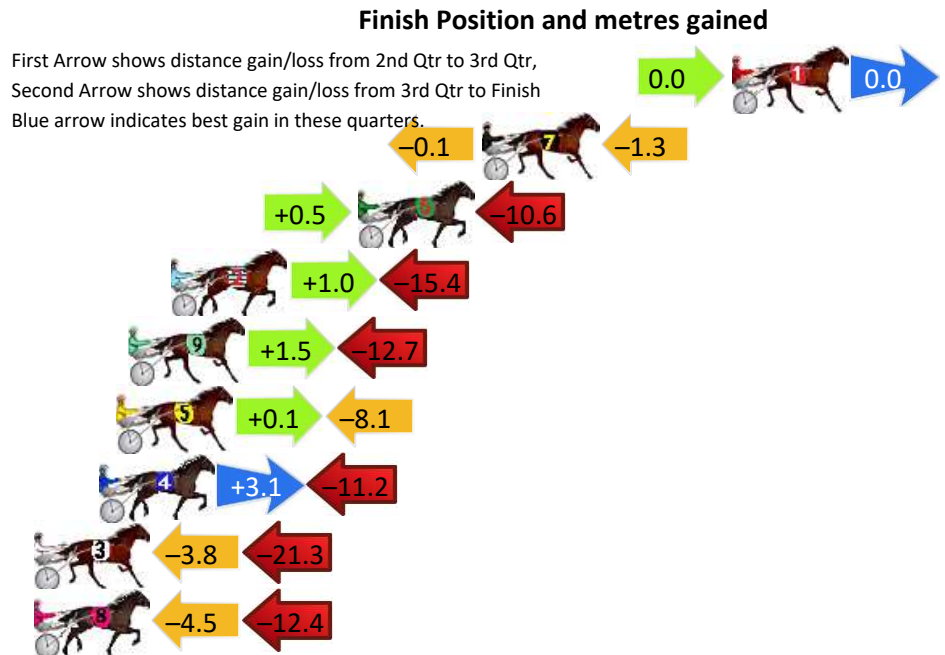 Finish Position and metres gained
First Arrow shows distance gain/loss from 2nd Qtr to 3rd Qtr,
Second Arrow shows distance gain/loss from 3rd Qtr to Finish
Blue arrow indicates best gain in these quarters.
0.0 1 0.0
–0.1 7 –1.3
+0.5 6 –10.6
2 +1.0 –15.4
9 +1.5 –12.7
5 +0.1 –8.1
4 +3.1 –11.2
3 –3.8 –21.3
8 –4.5 –12.4